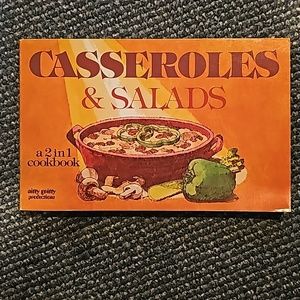 CASSEROLES
& SALADS
a 2 in 1
cookbook
nitty gritty
productions